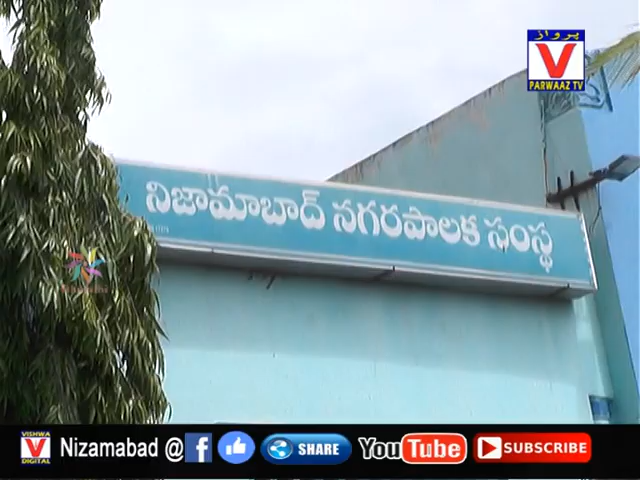 پرواز
V
PARWAAZ TV
నిజామాబాద్ నగరపాలక సంస్థ
VISHWA
V
DIGITAL
Nizamabad @ f SHARE YouTube SUBSCRIBE